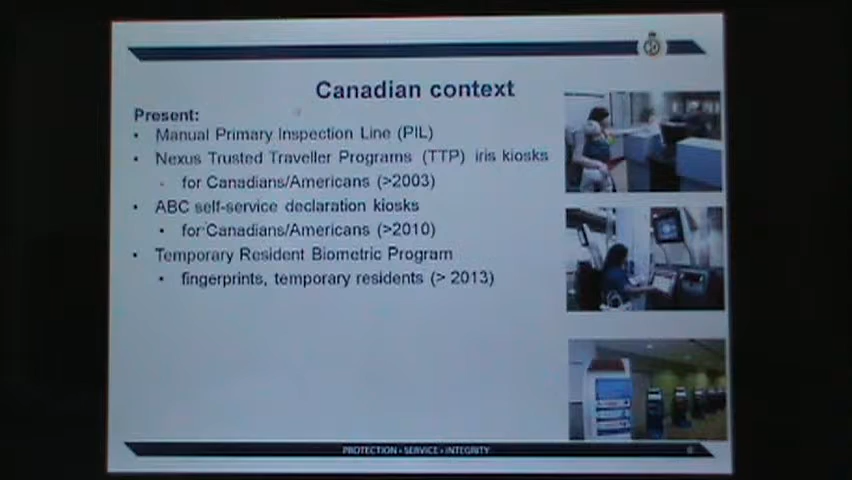 Canadian context
Present:
• Manual Primary Inspection Line (PIL)
• Nexus Trusted Traveller Programs (TTP) iris kiosks
- for Canadians/Americans (>2003)
• ABC self-service declaration kiosks
• for Canadians/Americans (>2010)
• Temporary Resident Biometric Program
• fingerprints, temporary residents (> 2013)
PROTECTION • SERVICE • INTEGRITY